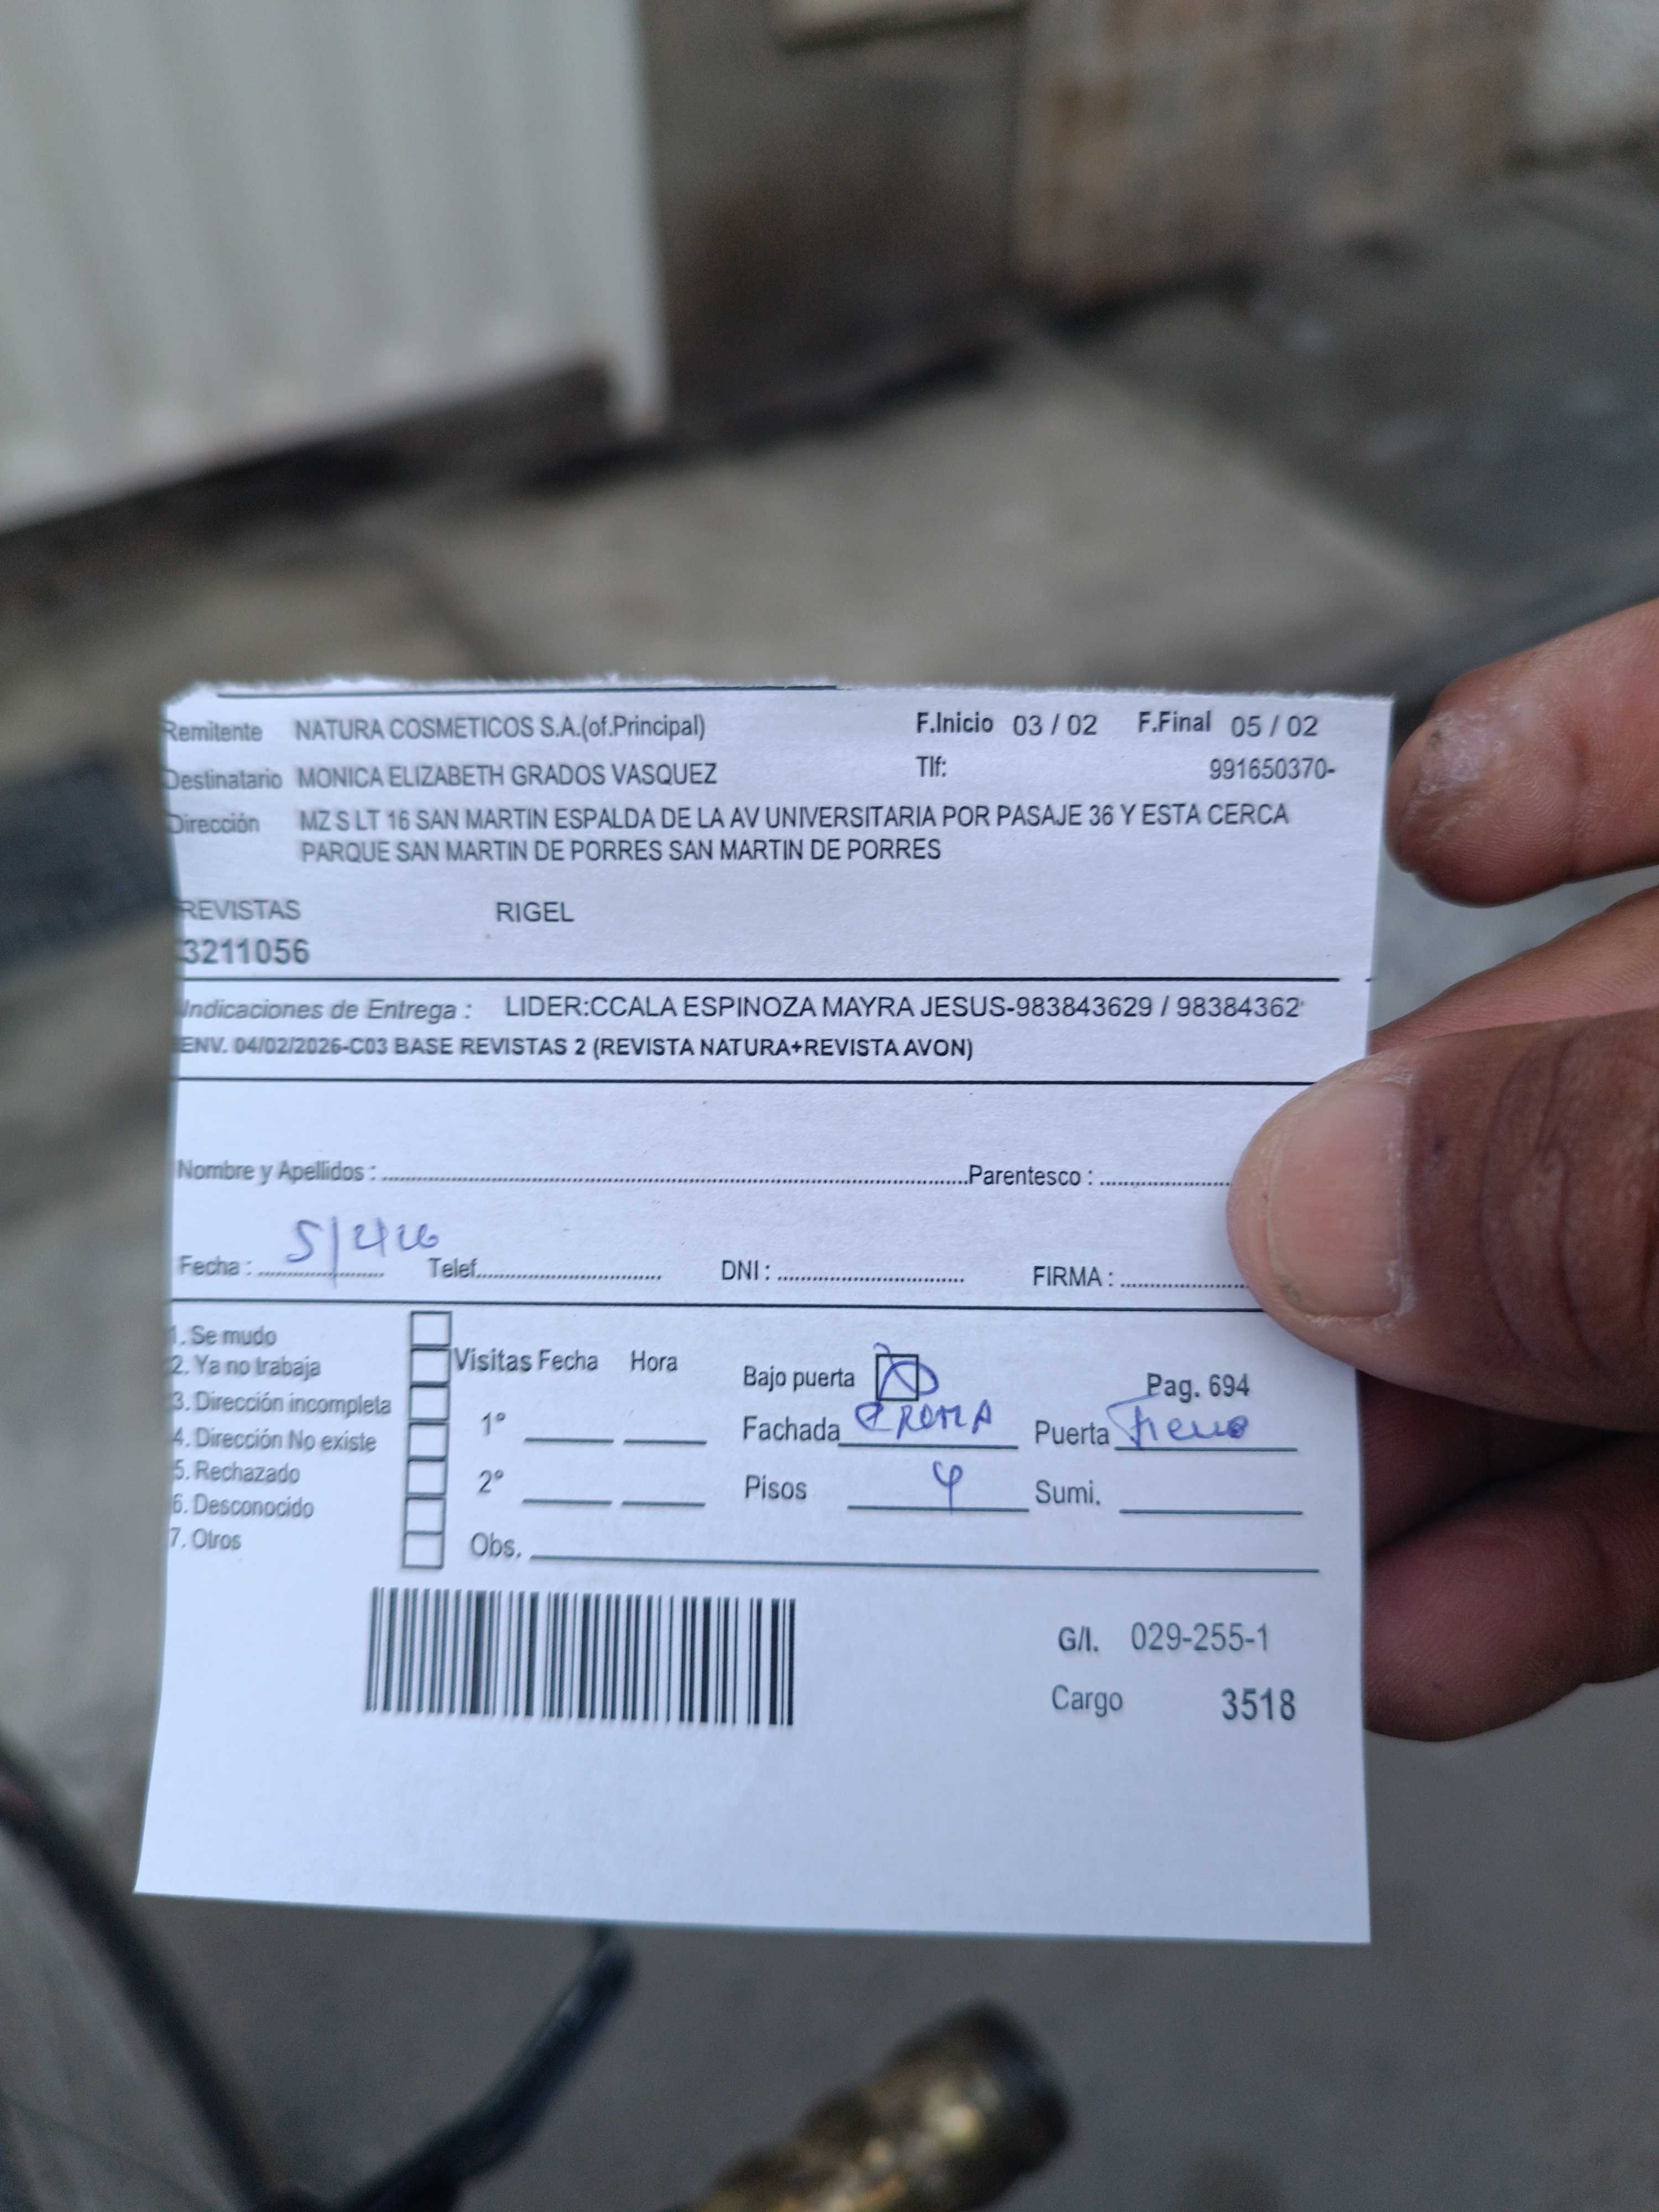 Remitente NATURA COSMETICOS S.A.(of.Principal) F.Inicio 03 / 02 F.Final 05 / 02
Destinatario MONICA ELIZABETH GRADOS VASQUEZ Tlf: 991650370-
Dirección MZ S LT 16 SAN MARTIN ESPALDA DE LA AV UNIVERSITARIA POR PASAJE 36 Y ESTA CERCA
PARQUE SAN MARTIN DE PORRES SAN MARTIN DE PORRES
REVISTAS RIGEL
3211056
Indicaciones de Entrega : LIDER:CCALA ESPINOZA MAYRA JESUS-983843629 / 98384362
ENV. 04/02/2026-C03 BASE REVISTAS 2 (REVISTA NATURA+REVISTA AVON)
Nombre y Apellidos : Parentesco :
Fecha : 5/2/26 Telef. DNI : FIRMA :
1. Se mudo
2. Ya no trabaja Visitas Fecha Hora Bajo puerta Pag. 694
3. Dirección incompleta 1° Fachada CROMA Puerta Fierro
4. Dirección No existe
5. Rechazado 2° Pisos 4 Sumi.
6. Desconocido
7. Otros Obs.
G/I. 029-255-1
Cargo 3518